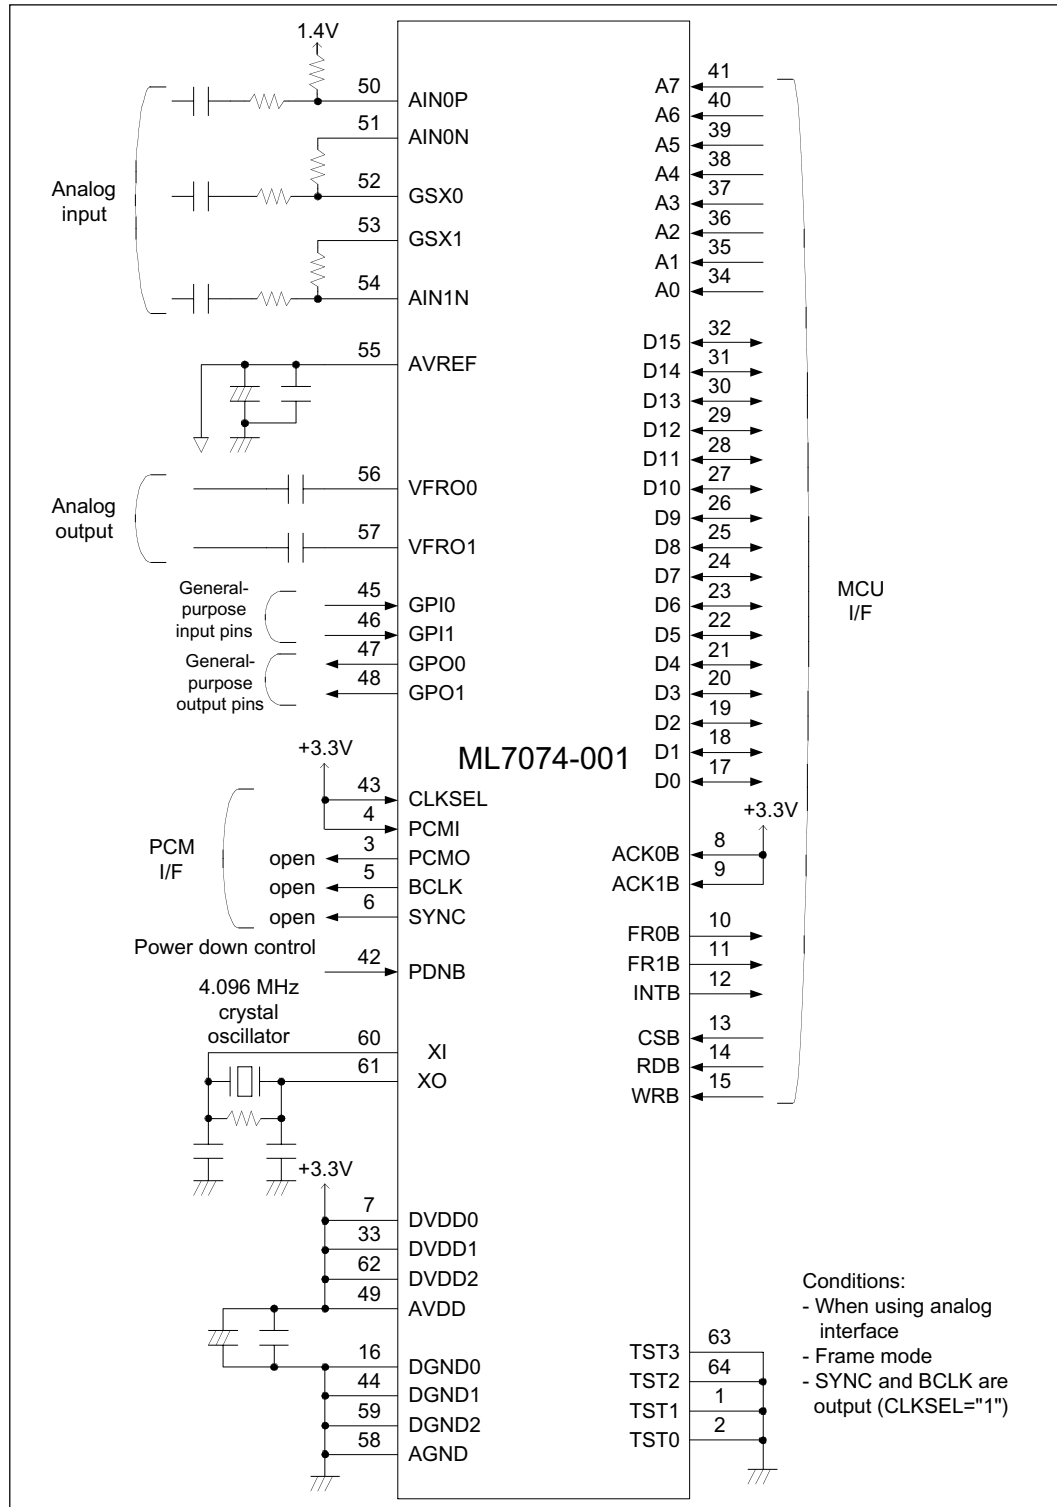 1.4V
50 AIN0P
51 AIN0N
52 GSX0
53 GSX1
54 AIN1N
Analog
input
55 AVREF
56 VFRO0
57 VFRO1
Analog
output
General-
purpose
input pins
45 GPI0
46 GPI1
General-
purpose
output pins
47 GPO0
48 GPO1
ML7074-001
+3.3V
43 CLKSEL
4 PCMI
3 PCMO
open
5 BCLK
open
6 SYNC
open
PCM
I/F
Power down control
42 PDNB
4.096 MHz
crystal
oscillator
60 XI
61 XO
+3.3V
7 DVDD0
33 DVDD1
62 DVDD2
49 AVDD
16 DGND0
44 DGND1
59 DGND2
58 AGND
A7 41
A6 40
A5 39
A4 38
A3 37
A2 36
A1 35
A0 34
D15 32
D14 31
D13 30
D12 29
D11 28
D10 27
D9 26
D8 25
D7 24
D6 23
D5 22
D4 21
D3 20
D2 19
D1 18
D0 17
MCU
I/F
+3.3V
ACK0B 8
ACK1B 9
FR0B 10
FR1B 11
INTB 12
CSB 13
RDB 14
WRB 15
TST3 63
TST2 64
TST1 1
TST0 2
Conditions:
- When using analog
interface
- Frame mode
- SYNC and BCLK are
output (CLKSEL="1")